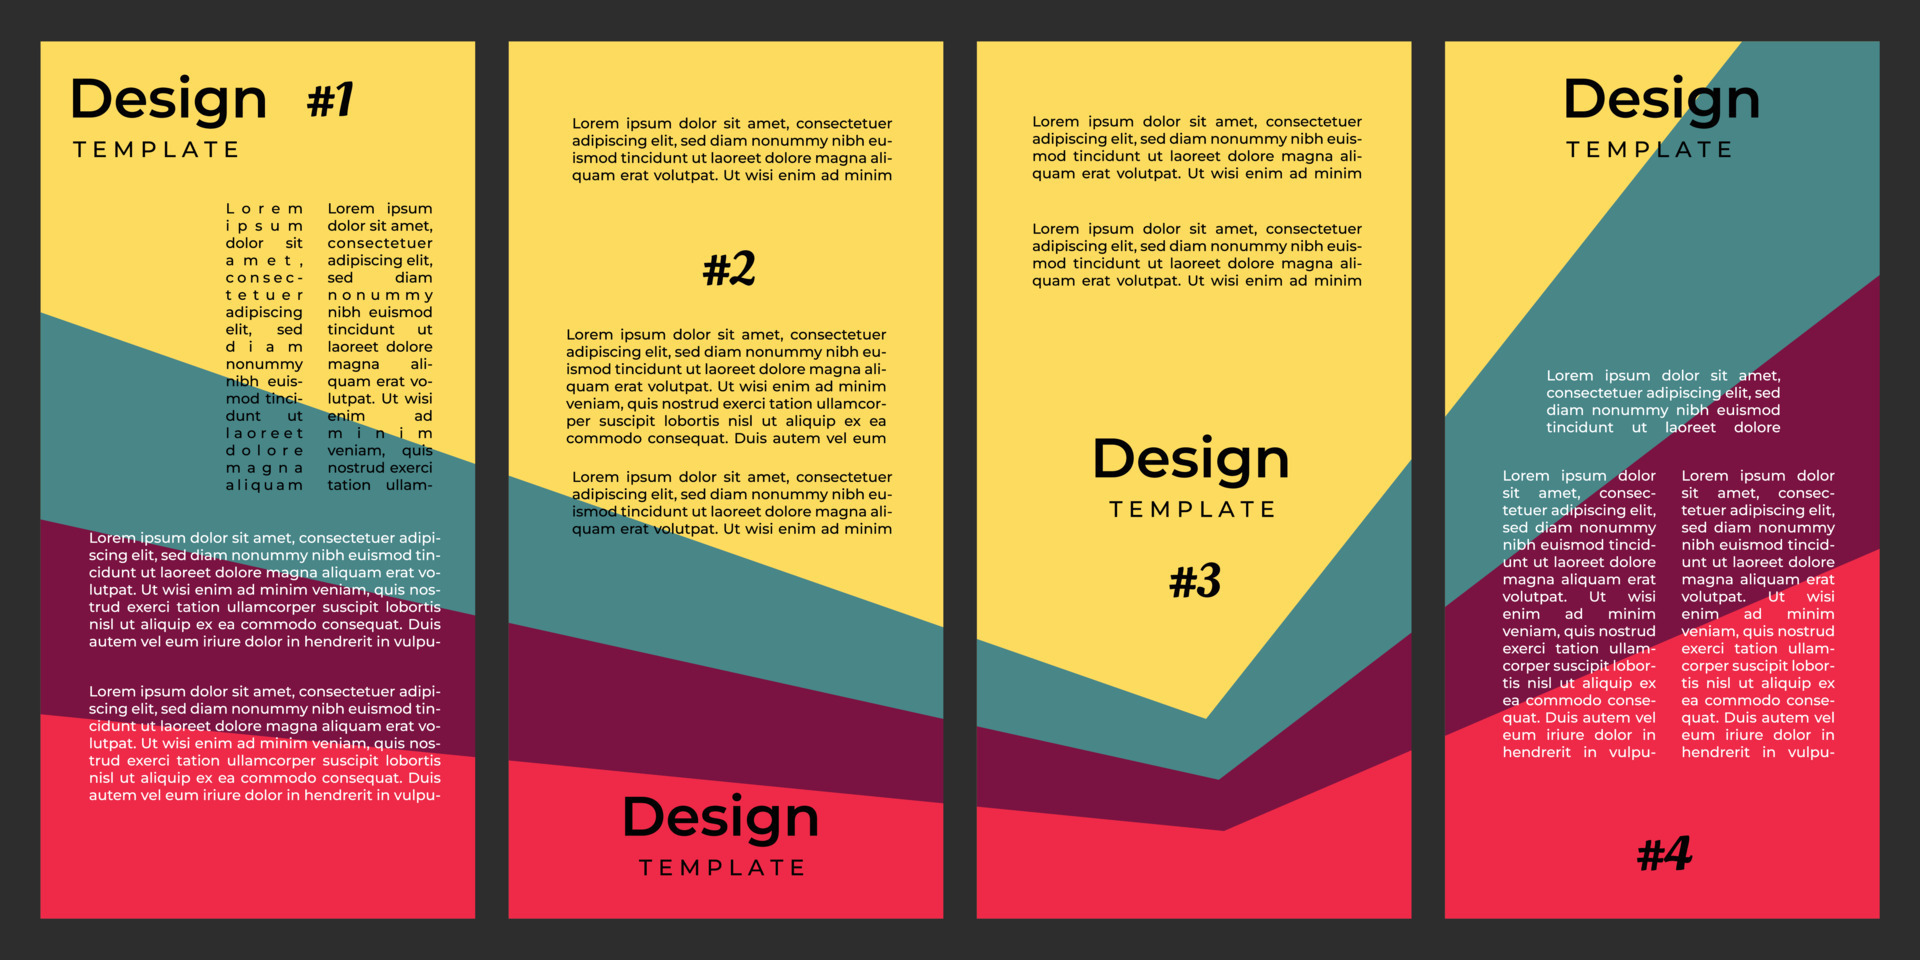 Design #1
TEMPLATE
Lorem
ipsum
dolor sit
amet,
consec-
tetuer
adipiscing
elit, sed
diam
nonummy
nibh euis-
mod tinci-
dunt ut
laoreet
dolore
magna
aliquam
Lorem ipsum
dolor sit amet,
consectetuer
adipiscing elit,
sed diam
nonummy
nibh euismod
tincidunt ut
laoreet dolore
magna ali-
quam erat vo-
lutpat. Ut wisi
enim ad
minim
veniam, quis
nostrud exerci
tation ullam-
Lorem ipsum dolor sit amet, consectetuer adipi-
scing elit, sed diam nonummy nibh euismod tin-
cidunt ut laoreet dolore magna aliquam erat vo-
lutpat. Ut wisi enim ad minim veniam, quis nos-
trud exerci tation ullamcorper suscipit lobortis
nisl ut aliquip ex ea commodo consequat. Duis
autem vel eum iriure dolor in hendrerit in vulpu-
Lorem ipsum dolor sit amet, consectetuer adipi-
scing elit, sed diam nonummy nibh euismod tin-
cidunt ut laoreet dolore magna aliquam erat vo-
lutpat. Ut wisi enim ad minim veniam, quis nos-
trud exerci tation ullamcorper suscipit lobortis
nisl ut aliquip ex ea commodo consequat. Duis
autem vel eum iriure dolor in hendrerit in vulpu-
Lorem ipsum dolor sit amet, consectetuer
adipiscing elit, sed diam nonummy nibh eu-
ismod tincidunt ut laoreet dolore magna ali-
quam erat volutpat. Ut wisi enim ad minim
#2
Lorem ipsum dolor sit amet, consectetuer
adipiscing elit, sed diam nonummy nibh eu-
ismod tincidunt ut laoreet dolore magna ali-
quam erat volutpat. Ut wisi enim ad minim
veniam, quis nostrud exerci tation ullamcor-
per suscipit lobortis nisl ut aliquip ex ea
commodo consequat. Duis autem vel eum
Lorem ipsum dolor sit amet, consectetuer
adipiscing elit, sed diam nonummy nibh eu-
ismod tincidunt ut laoreet dolore magna ali-
quam erat volutpat. Ut wisi enim ad minim
Design
TEMPLATE
Lorem ipsum dolor sit amet, consectetuer
adipiscing elit, sed diam nonummy nibh euis-
mod tincidunt ut laoreet dolore magna ali-
quam erat volutpat. Ut wisi enim ad minim
Lorem ipsum dolor sit amet, consectetuer
adipiscing elit, sed diam nonummy nibh euis-
mod tincidunt ut laoreet dolore magna ali-
quam erat volutpat. Ut wisi enim ad minim
Design
TEMPLATE
#3
Design
TEMPLATE
Lorem ipsum dolor sit amet,
consectetuer adipiscing elit, sed
diam nonummy nibh euismod
tincidunt ut laoreet dolore
Lorem ipsum dolor
sit amet, consec-
tetuer adipiscing elit,
sed diam nonummy
nibh euismod tincid-
unt ut laoreet dolore
magna aliquam erat
volutpat. Ut wisi
enim ad minim
veniam, quis nostrud
exerci tation ullam-
corper suscipit lobor-
tis nisl ut aliquip ex
ea commodo conse-
quat. Duis autem vel
eum iriure dolor in
hendrerit in vulpu-
Lorem ipsum dolor
sit amet, consec-
tetuer adipiscing elit,
sed diam nonummy
nibh euismod tincid-
unt ut laoreet dolore
magna aliquam erat
volutpat. Ut wisi
enim ad minim
veniam, quis nostrud
exerci tation ullam-
corper suscipit lobor-
tis nisl ut aliquip ex
ea commodo conse-
quat. Duis autem vel
eum iriure dolor in
hendrerit in vulpu-
#4